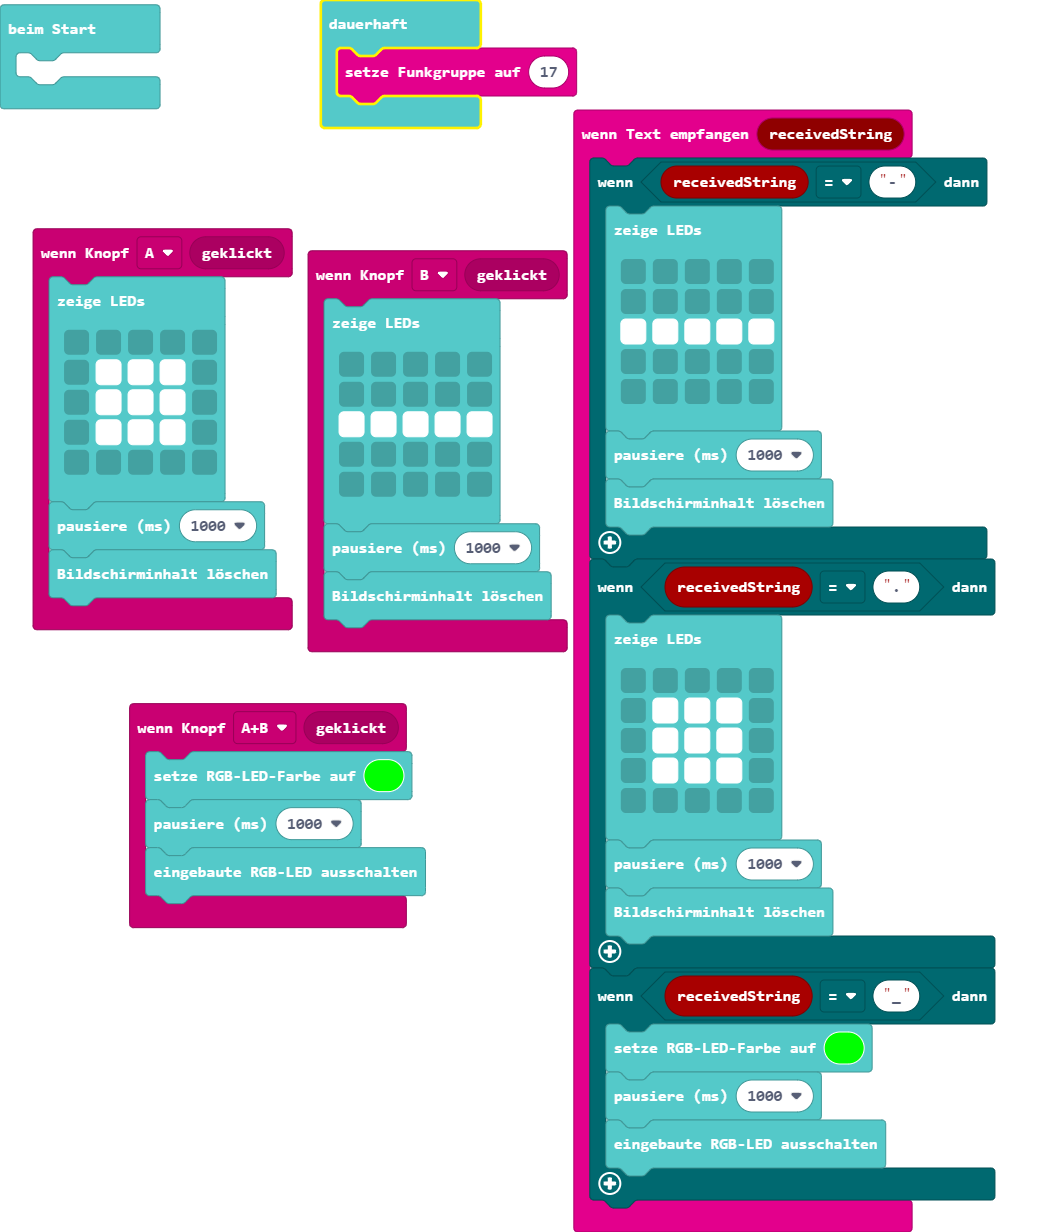 beim Start
dauerhaft
setze Funkgruppe auf 17
wenn Knopf A geklickt
zeige LEDs
pausiere (ms) 1000
Bildschirminhalt löschen
wenn Knopf B geklickt
zeige LEDs
pausiere (ms) 1000
Bildschirminhalt löschen
wenn Knopf A+B geklickt
setze RGB-LED-Farbe auf
pausiere (ms) 1000
eingebaute RGB-LED ausschalten
wenn Text empfangen receivedString
wenn receivedString = "-" dann
zeige LEDs
pausiere (ms) 1000
Bildschirminhalt löschen
wenn receivedString = "." dann
zeige LEDs
pausiere (ms) 1000
Bildschirminhalt löschen
wenn receivedString = "_" dann
setze RGB-LED-Farbe auf
pausiere (ms) 1000
eingebaute RGB-LED ausschalten